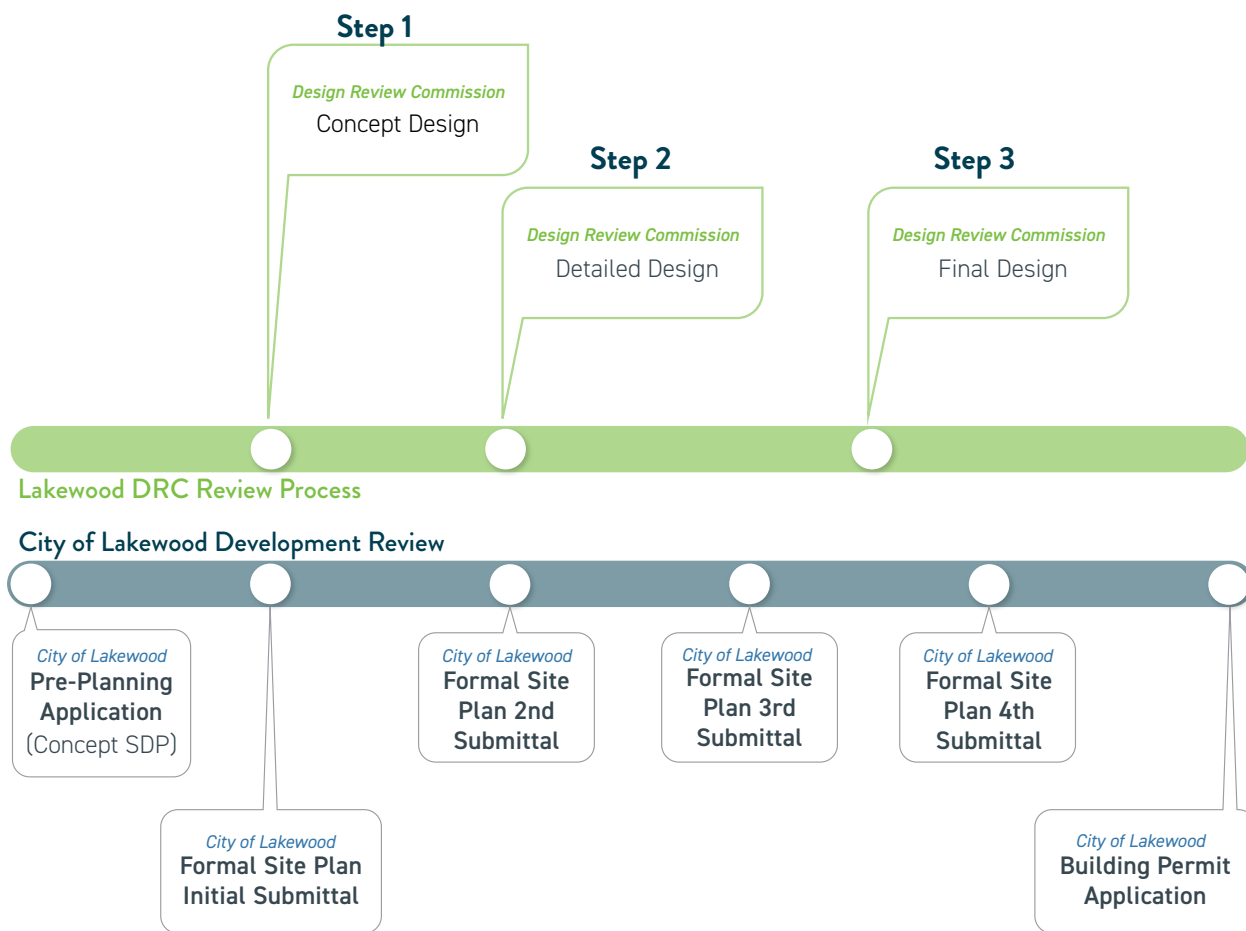 Step 1
Design Review Commission
Concept Design
Step 2
Design Review Commission
Detailed Design
Step 3
Design Review Commission
Final Design
Lakewood DRC Review Process
City of Lakewood Development Review
City of Lakewood
Pre-Planning
Application
(Concept SDP)
City of Lakewood
Formal Site Plan
Initial Submittal
City of Lakewood
Formal Site
Plan 2nd
Submittal
City of Lakewood
Formal Site
Plan 3rd
Submittal
City of Lakewood
Formal Site
Plan 4th
Submittal
City of Lakewood
Building Permit
Application